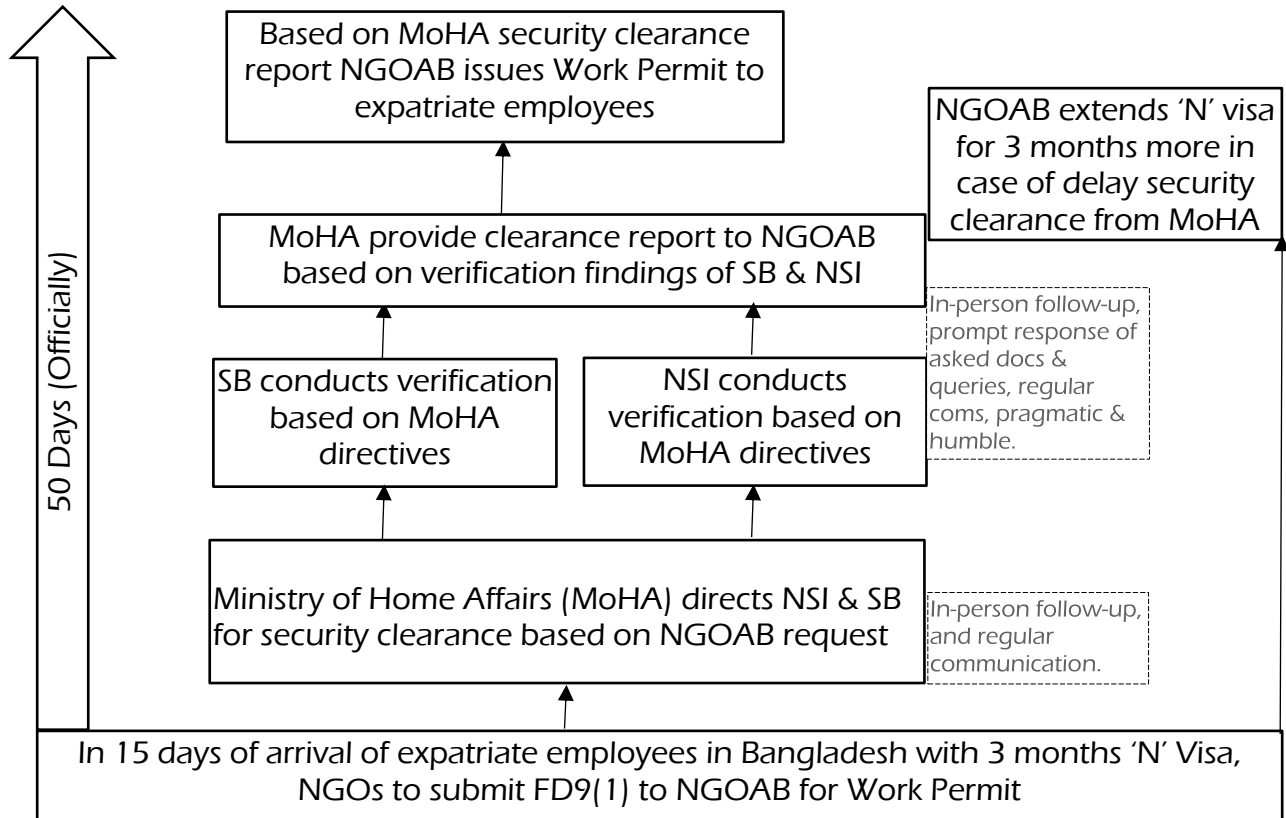 Based on MoHA security clearance
report NGOAB issues Work Permit to
expatriate employees
NGOAB extends ‘N’ visa
for 3 months more in
case of delay security
clearance from MoHA
MoHA provide clearance report to NGOAB
based on verification findings of SB & NSI
In-person follow-up,
prompt response of
asked docs &
queries, regular
coms, pragmatic &
humble.
SB conducts verification
based on MoHA
directives
NSI conducts
verification based on
MoHA directives
50 Days (Officially)
Ministry of Home Affairs (MoHA) directs NSI & SB
for security clearance based on NGOAB request
In-person follow-up,
and regular
communication.
In 15 days of arrival of expatriate employees in Bangladesh with 3 months ‘N’ Visa,
NGOs to submit FD9(1) to NGOAB for Work Permit